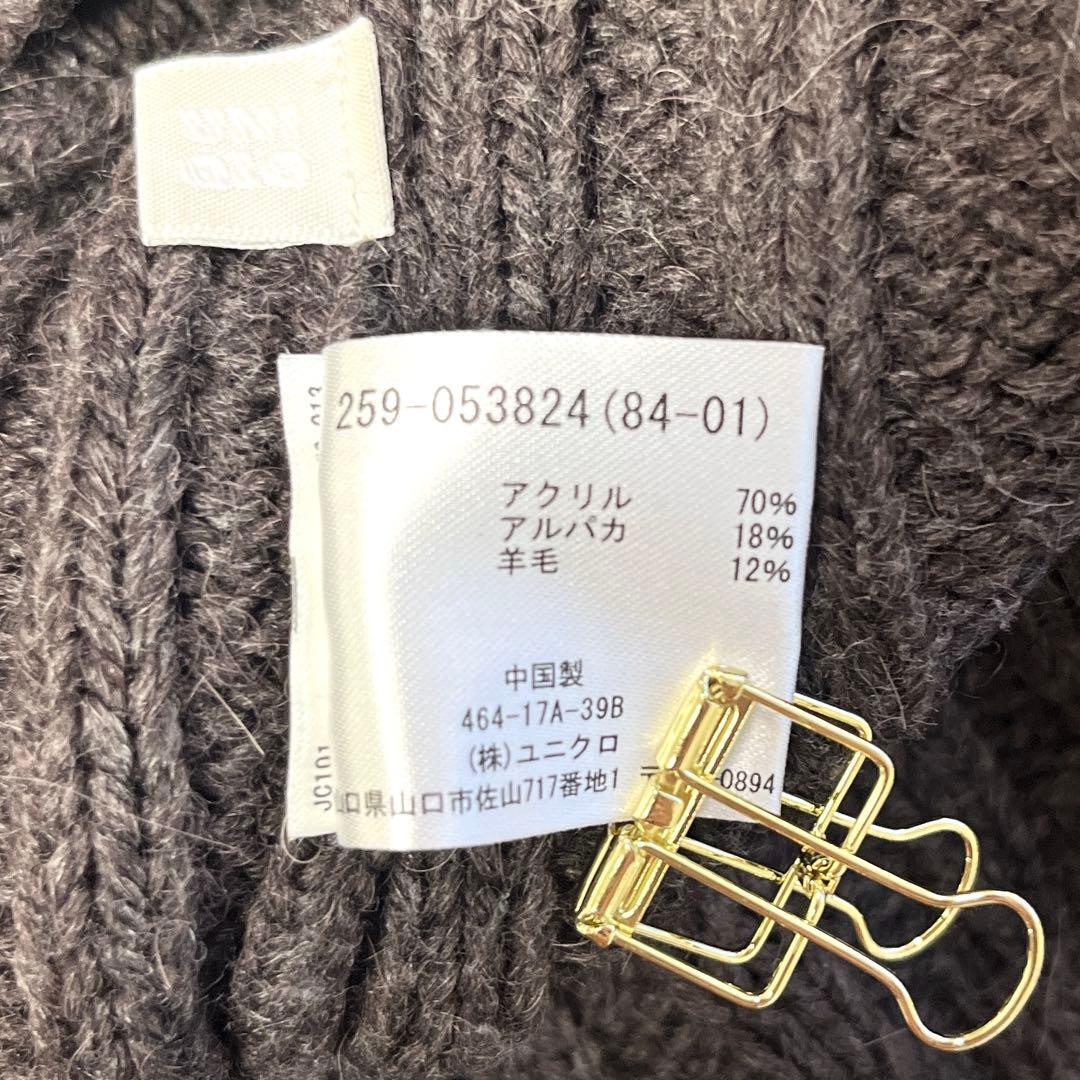 259-053824(84-01)
アクリル 70%
アルパカ 18%
羊毛 12%
中国製
464-17A-39B
(株)ユニクロ
山口県山口市佐山717番地1 〒 -0894
JC101